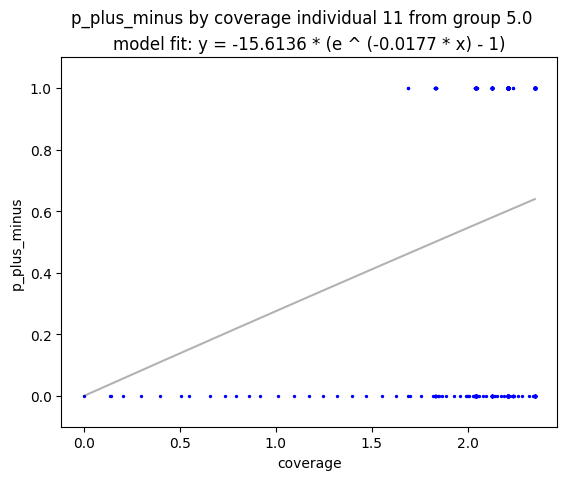 p_plus_minus by coverage individual 11 from group 5.0
model fit: y = -15.6136 * (e ^ (-0.0177 * x) - 1)
1.0
0.8
0.6
0.4
0.2
0.0
p_plus_minus
0.0 0.5 1.0 1.5 2.0
coverage